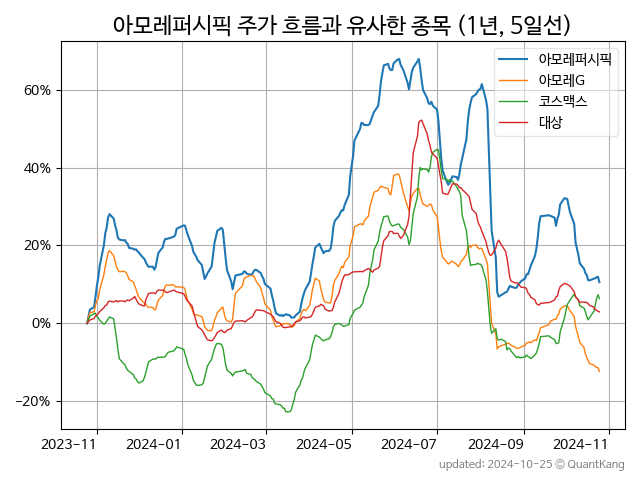 아모레퍼시픽 주가 흐름과 유사한 종목 (1년, 5일선)
아모레퍼시픽
아모레G
코스맥스
대상
60%
40%
20%
0%
−20%
2023−11
2024−01
2024−03
2024−05
2024−07
2024−09
2024−11
updated: 2024-10-25 © QuantKang